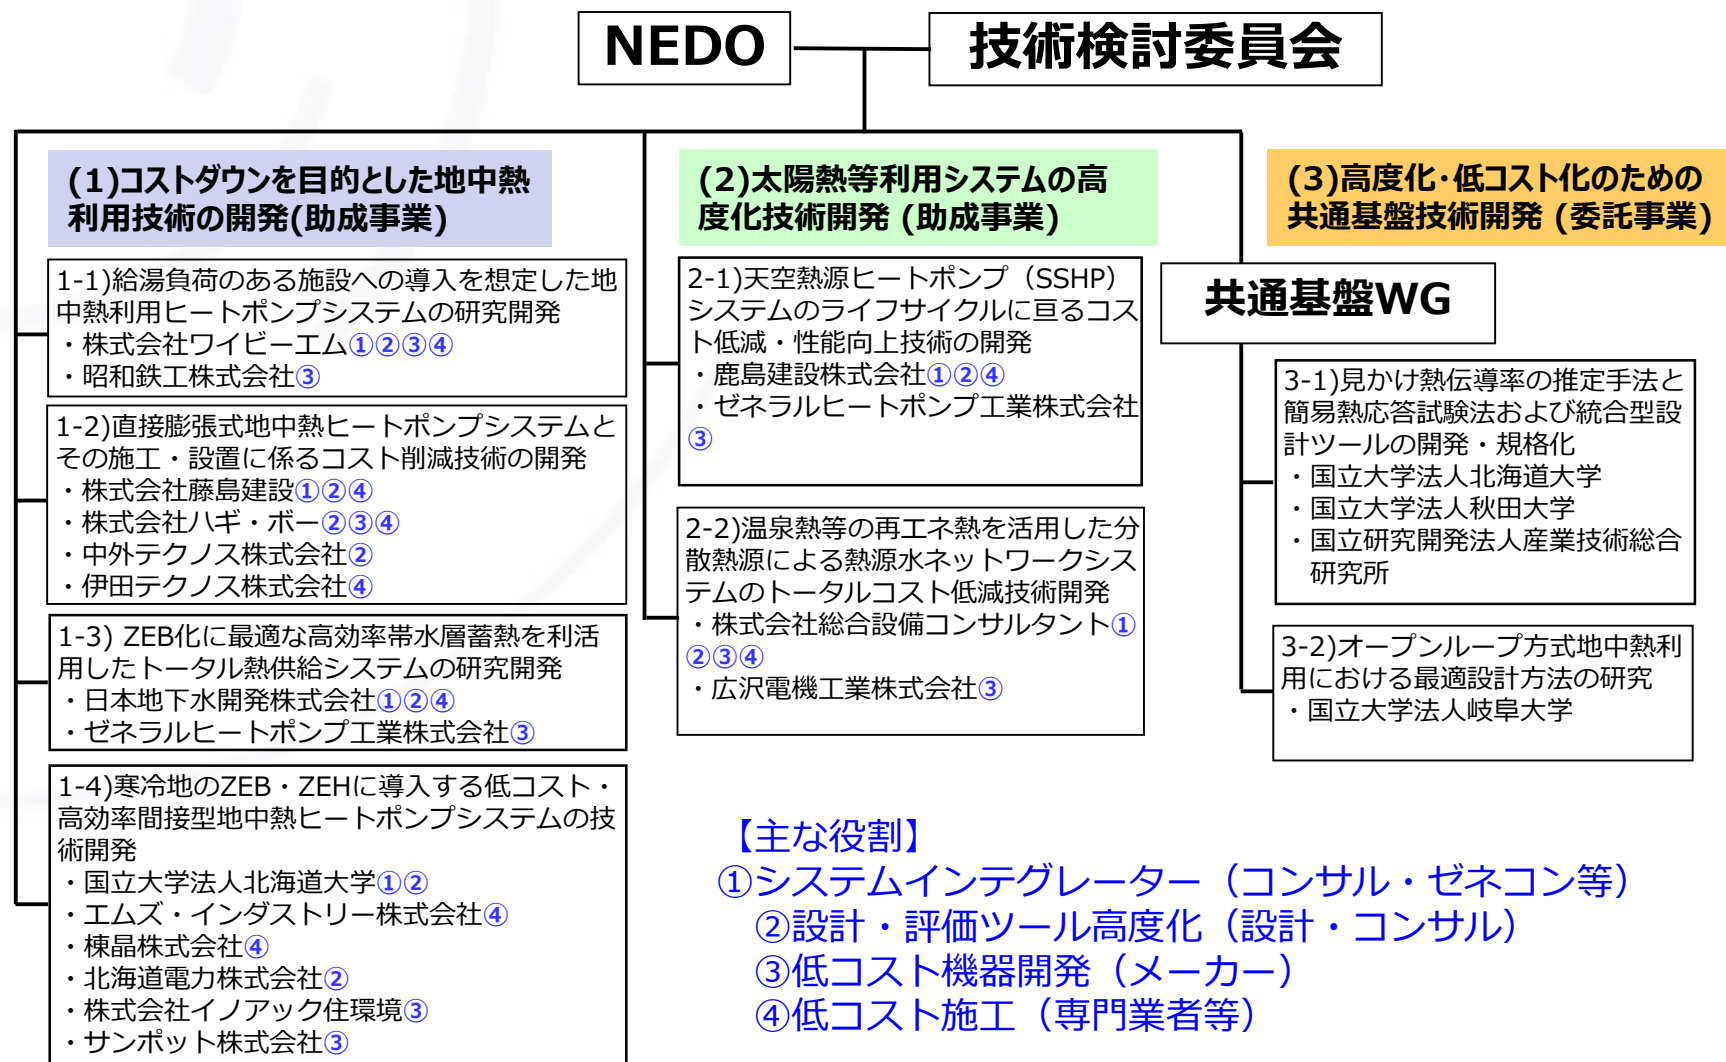 NEDO
技術検討委員会
(1)コストダウンを目的とした地中熱
利用技術の開発(助成事業)
1-1)給湯負荷のある施設への導入を想定した地
中熱利用ヒートポンプシステムの研究開発
・株式会社ワイビーエム①②③④
・昭和鉄工株式会社③
1-2)直接膨張式地中熱ヒートポンプシステムと
その施工・設置に係るコスト削減技術の開発
・株式会社藤島建設①②④
・株式会社ハギ・ボー②③④
・中外テクノス株式会社②
・伊田テクノス株式会社④
1-3) ZEB化に最適な高効率帯水層蓄熱を利活
用したトータル熱供給システムの研究開発
・日本地下水開発株式会社①②④
・ゼネラルヒートポンプ工業株式会社③
1-4)寒冷地のZEB・ZEHに導入する低コスト・
高効率間接型地中熱ヒートポンプシステムの技
術開発
・国立大学法人北海道大学①②
・エムズ・インダストリー株式会社④
・棟晶株式会社④
・北海道電力株式会社②
・株式会社イノアック住環境③
・サンポット株式会社③
(2)太陽熱等利用システムの高
度化技術開発 (助成事業)
2-1)天空熱源ヒートポンプ（SSHP）
システムのライフサイクルに亘るコス
ト低減・性能向上技術の開発
・鹿島建設株式会社①②④
・ゼネラルヒートポンプ工業株式会社
③
2-2)温泉熱等の再エネ熱を活用した分
散熱源による熱源水ネットワークシス
テムのトータルコスト低減技術開発
・株式会社総合設備コンサルタント①
②③④
・広沢電機工業株式会社③
(3)高度化・低コスト化のための
共通基盤技術開発 (委託事業)
共通基盤WG
3-1)見かけ熱伝導率の推定手法と
簡易熱応答試験法および統合型設
計ツールの開発・規格化
・国立大学法人北海道大学
・国立大学法人秋田大学
・国立研究開発法人産業技術総合
研究所
3-2)オープンループ方式地中熱利
用における最適設計方法の研究
・国立大学法人岐阜大学
【主な役割】
①システムインテグレーター（コンサル・ゼネコン等）
②設計・評価ツール高度化（設計・コンサル）
③低コスト機器開発（メーカー）
④低コスト施工（専門業者等）